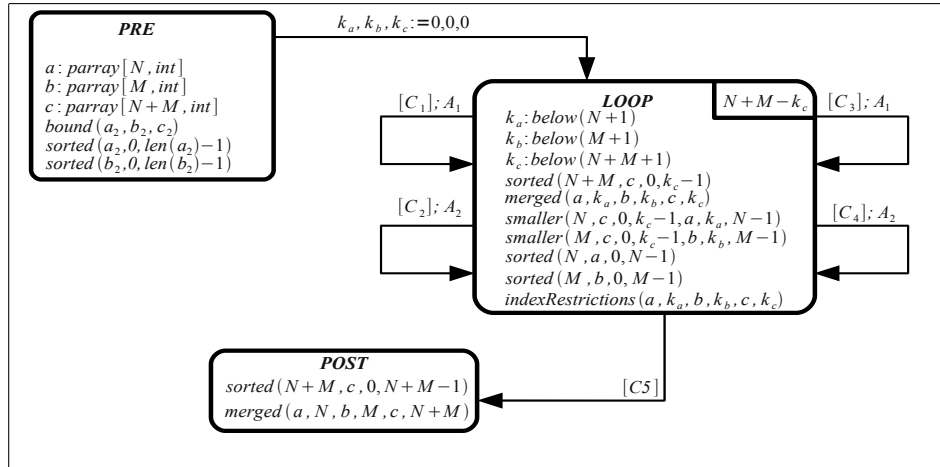 PRE
a: parray[N, int]
b: parray[M, int]
c: parray[N+M, int]
bound(a₂, b₂, c₂)
sorted(a₂, 0, len(a₂)−1)
sorted(b₂, 0, len(b₂)−1)
kₐ, k_b, k_c := 0,0,0
LOOP
N+M−k_c
kₐ: below(N+1)
k_b: below(M+1)
k_c: below(N+M+1)
sorted(N+M, c, 0, k_c−1)
merged(a, kₐ, b, k_b, c, k_c)
smaller(N, c, 0, k_c−1, a, kₐ, N−1)
smaller(M, c, 0, k_c−1, b, k_b, M−1)
sorted(N, a, 0, N−1)
sorted(M, b, 0, M−1)
indexRestrictions(a, kₐ, b, k_b, c, k_c)
[C₁]; A₁
[C₂]; A₂
[C₃]; A₁
[C₄]; A₂
[C5]
POST
sorted(N+M, c, 0, N+M−1)
merged(a, N, b, M, c, N+M)